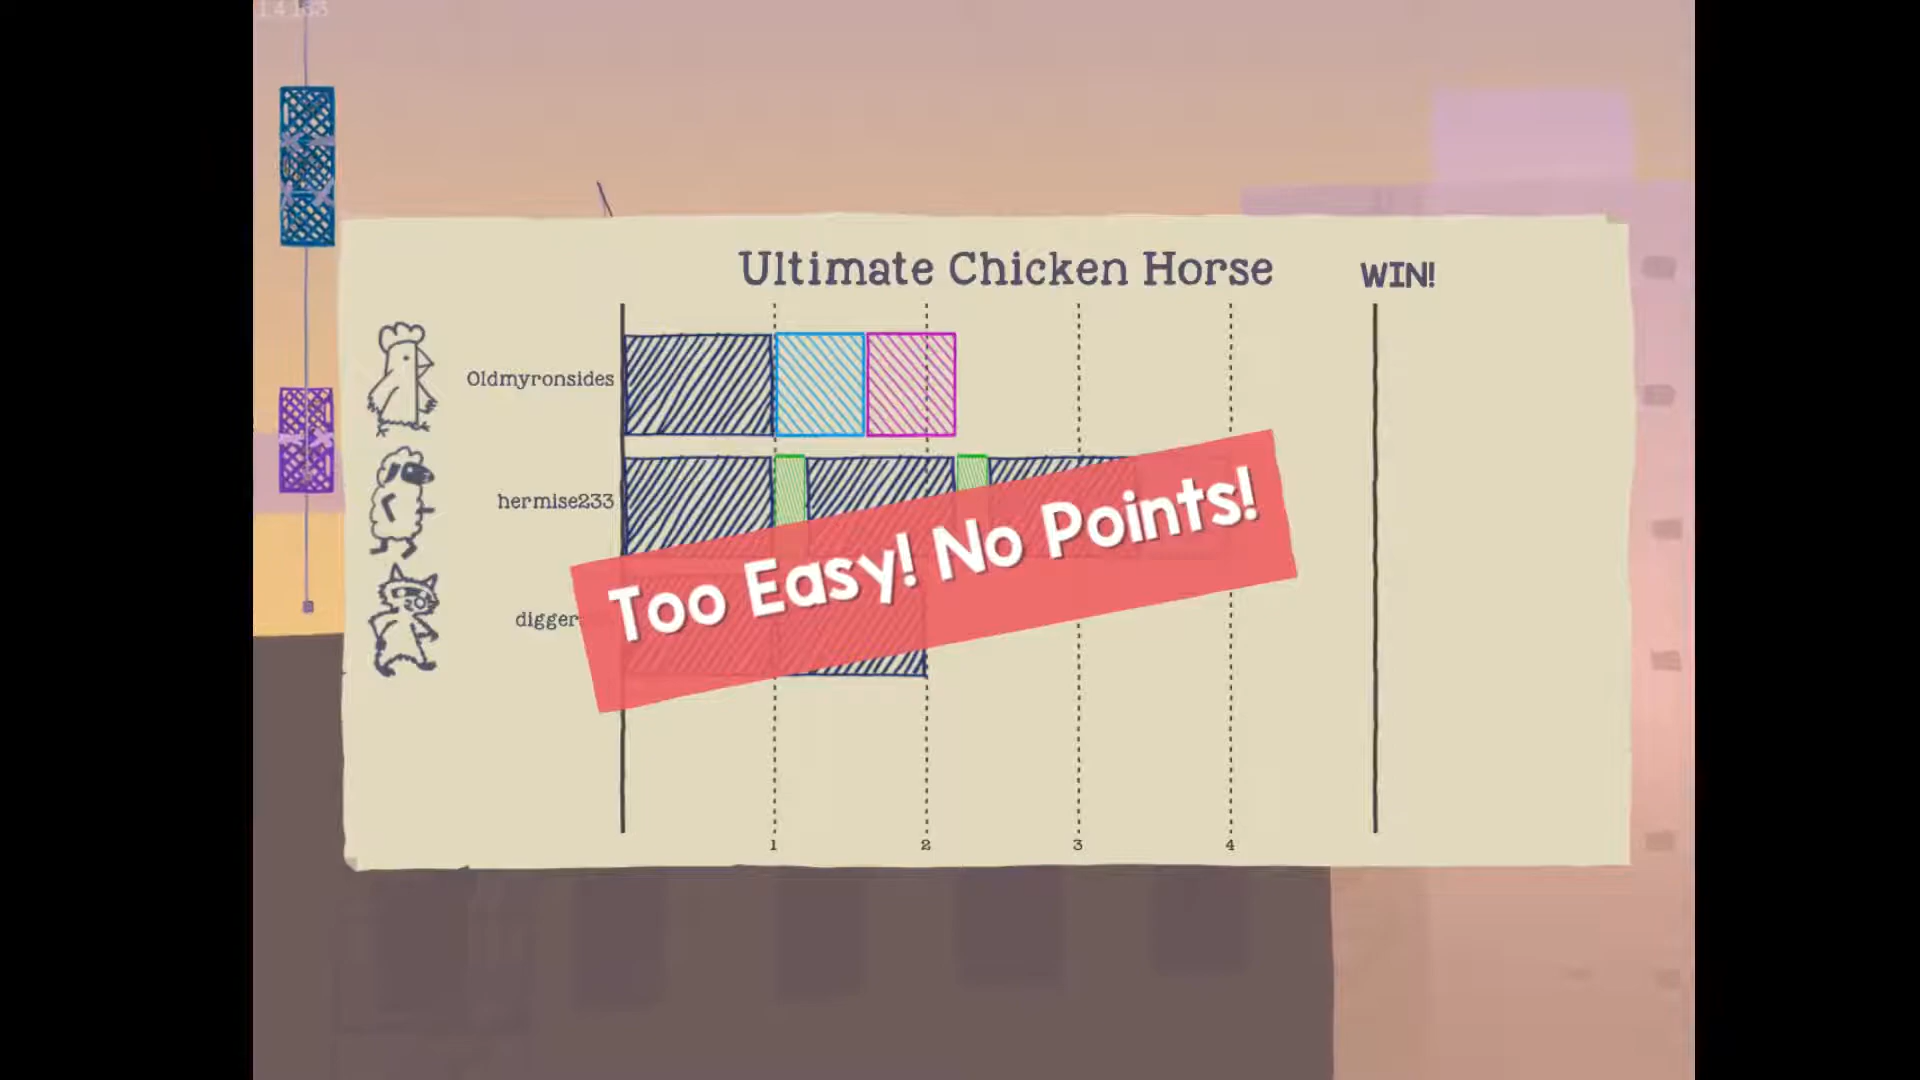 Ultimate Chicken Horse
WIN!
Oldmyronsides
hermise233
digger
Too Easy! No Points!
1 2 3 4